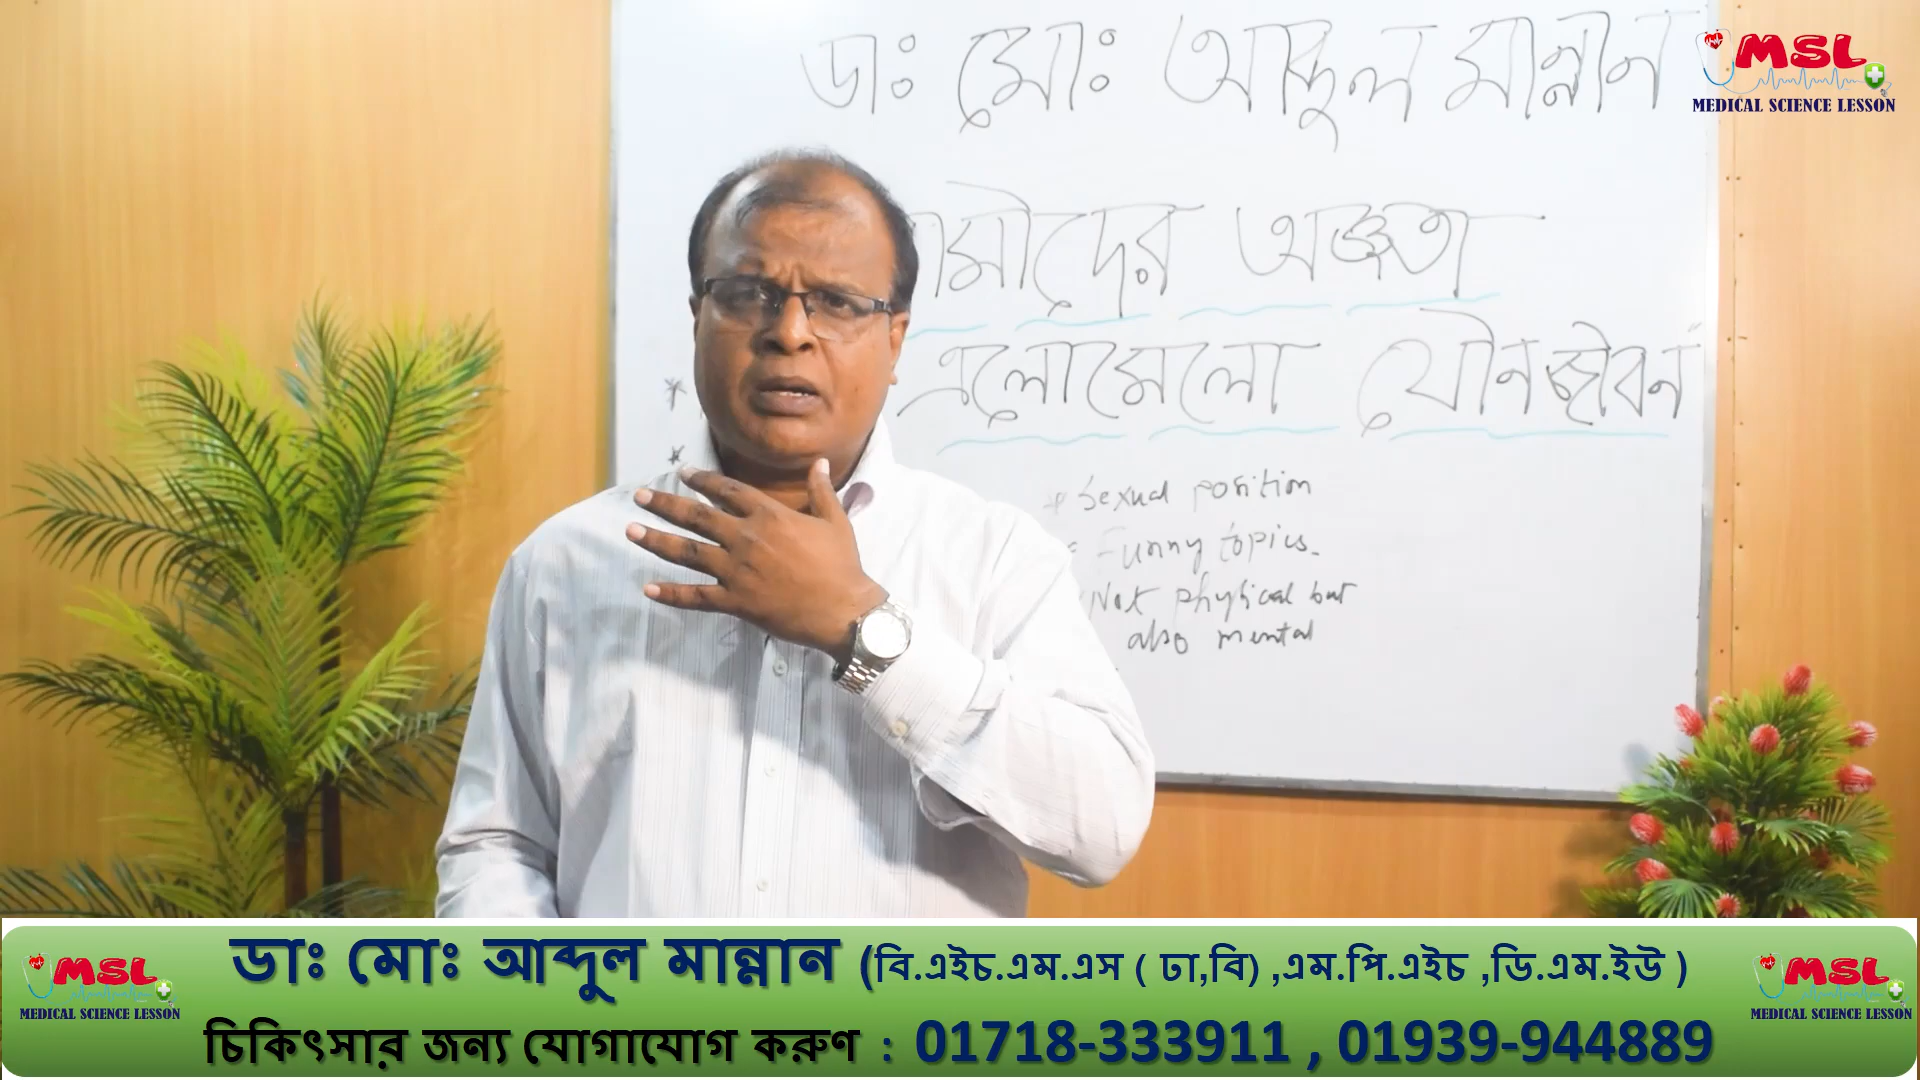 ডাঃ মোঃ আব্দুল মান্নান
MSL
MEDICAL SCIENCE LESSON
অজ্ঞতা
এলোমেলো যৌনজীবন
* Sexual position
Funny topics
Not physical but
also mental
MSL
MEDICAL SCIENCE LESSON
ডাঃ মোঃ আব্দুল মান্নান (বি.এইচ.এম.এস ( ঢা,বি) ,এম.পি.এইচ ,ডি.এম.ইউ )
চিকিৎসার জন্য যোগাযোগ করুণ : 01718-333911 , 01939-944889
MSL
MEDICAL SCIENCE LESSON